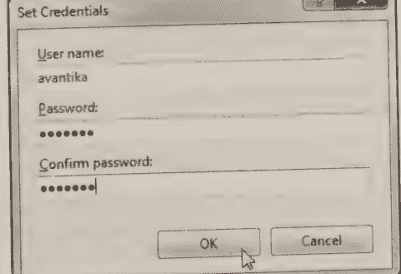 Set Credentials
User name:
avantika
Password:
•••••••
Confirm password:
•••••••
OK
Cancel